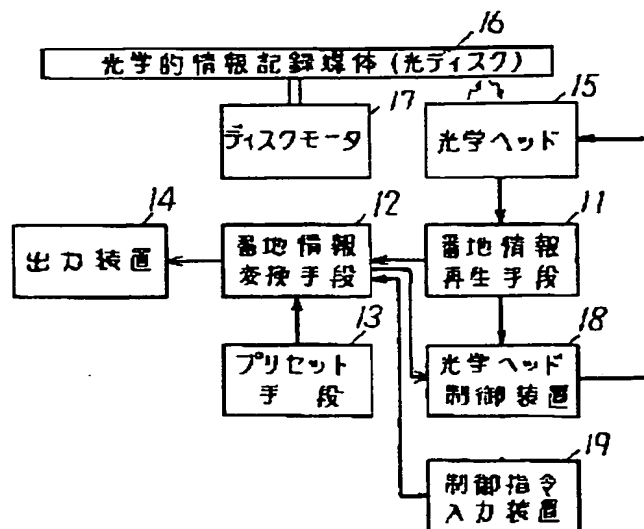 16
光学的情報記録媒体(光ディスク)
17
15
ディスクモータ
光学ヘッド
14
12
11
出力装置
番地情報
変換手段
番地情報
再生手段
13
18
プリセット
手段
光学ヘッド
制御装置
19
制御指令
入力装置